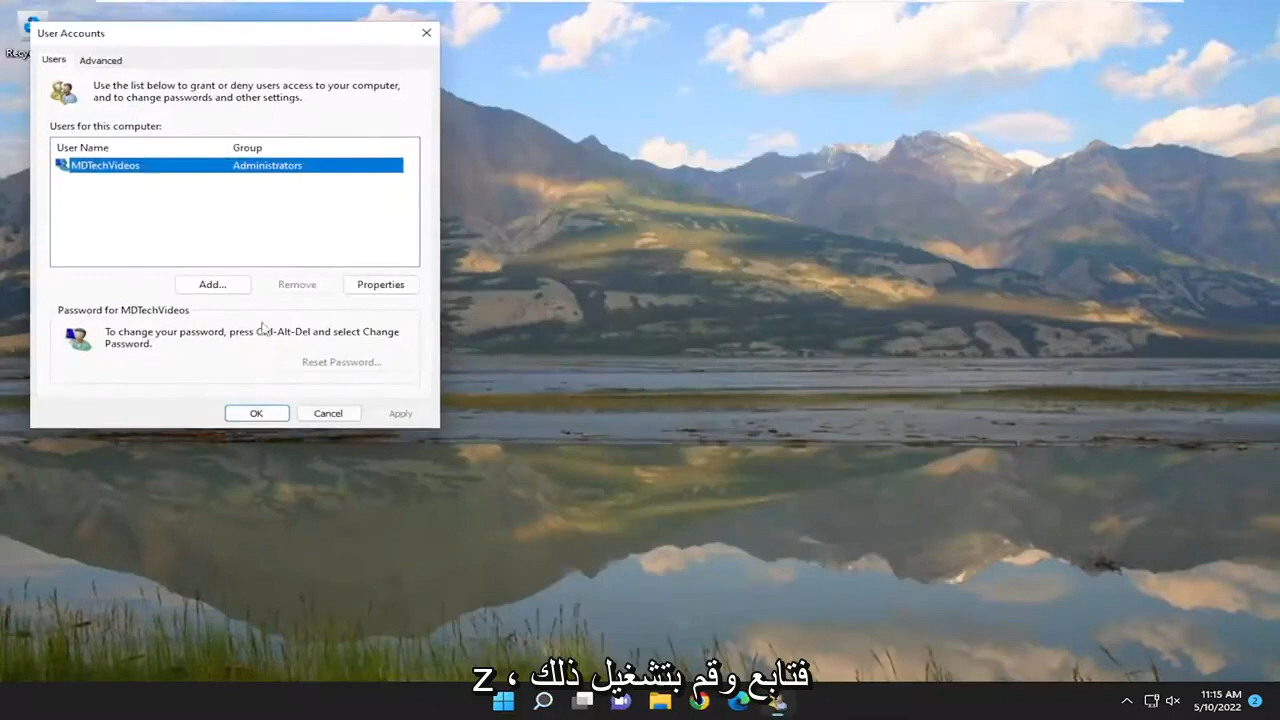 User Accounts
Users
Advanced
Use the list below to grant or deny users access to your computer,
and to change passwords and other settings.
Users for this computer:
User Name Group
MDTechVideos Administrators
Add...
Remove
Properties
Password for MDTechVideos
To change your password, press Ctrl-Alt-Del and select Change
Password.
Reset Password...
OK
Cancel
Apply
فتابع وقم بتشغيل ذلك ، z
11:15 AM
5/10/2022
2